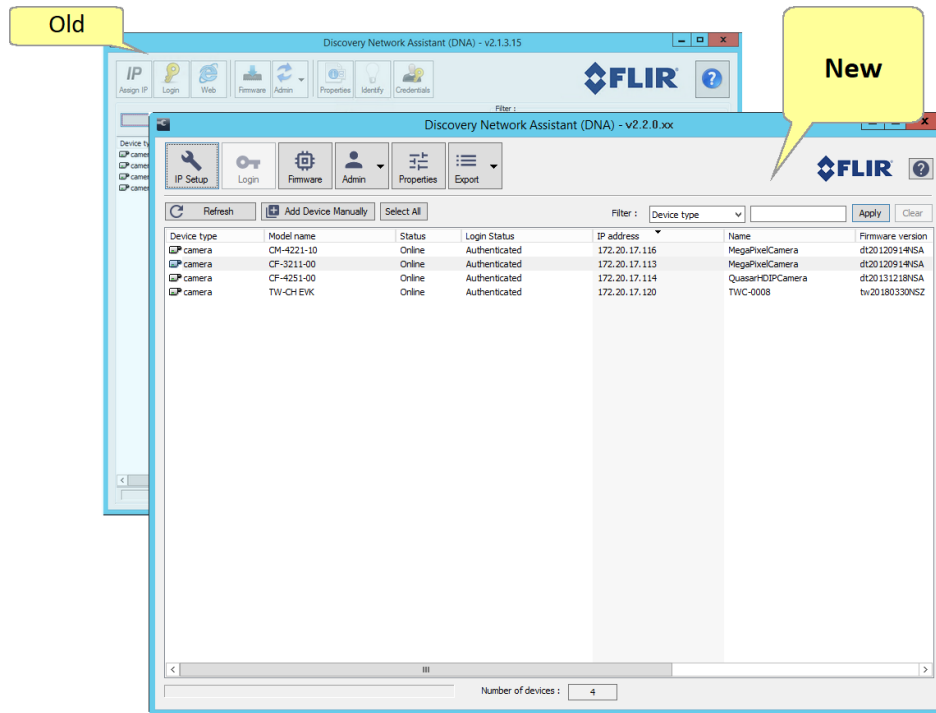 Old
New
Discovery Network Assistant (DNA) - v2.1.3.15
IP
Assign IP Login Web Firmware Admin Properties Identify Credentials
FLIR
Filter :
Device ty
camer
camer
camer
camer
Discovery Network Assistant (DNA) - v2.2.0.xx
IP Setup Login Firmware Admin Properties Export
FLIR
Refresh Add Device Manually Select All Filter : Device type Apply Clear
Device type Model name Status Login Status IP address Name Firmware version
camera CM-4221-10 Online Authenticated 172.20.17.116 MegaPixelCamera dt20120914NSA
camera CF-3211-00 Online Authenticated 172.20.17.113 MegaPixelCamera dt20120914NSA
camera CF-4251-00 Online Authenticated 172.20.17.114 QuasarHDIPCamera dt20131218NSA
camera TW-CH EVK Online Authenticated 172.20.17.120 TWC-0008 tw20180330NSZ
Number of devices : 4